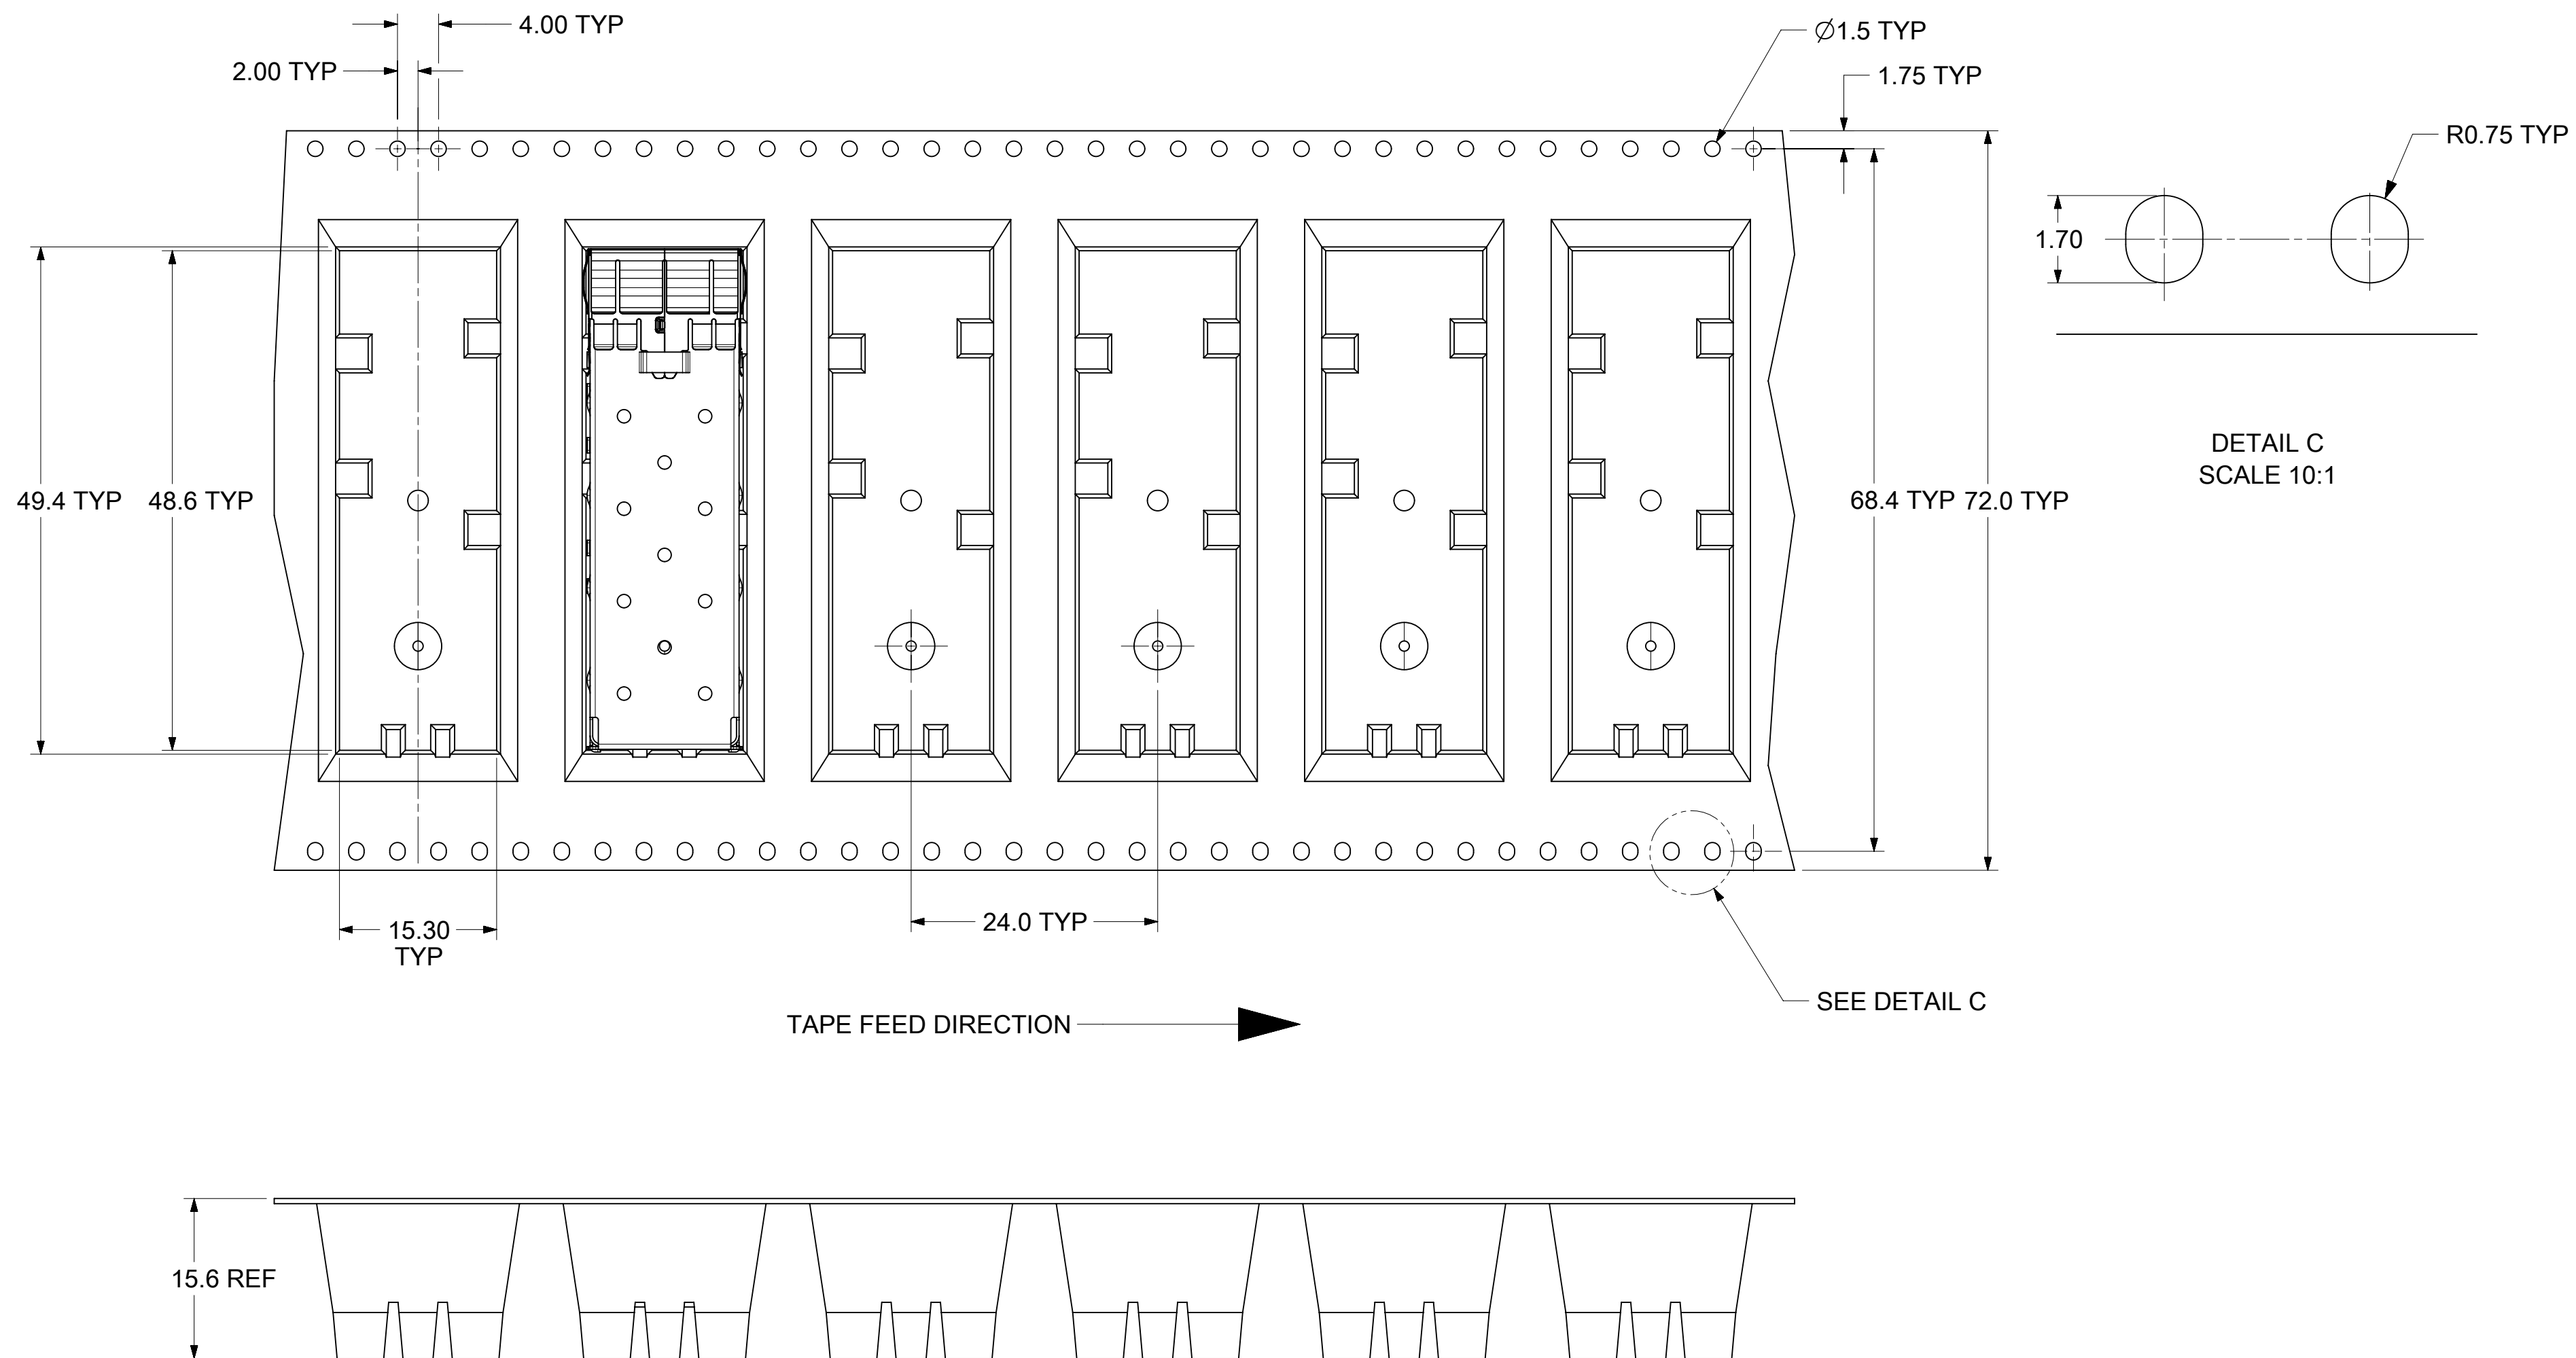 4.00 TYP
2.00 TYP
∅1.5 TYP
1.75 TYP
R0.75 TYP
1.70
DETAIL C
SCALE 10:1
49.4 TYP
48.6 TYP
68.4 TYP
72.0 TYP
15.30
TYP
24.0 TYP
SEE DETAIL C
TAPE FEED DIRECTION
15.6 REF